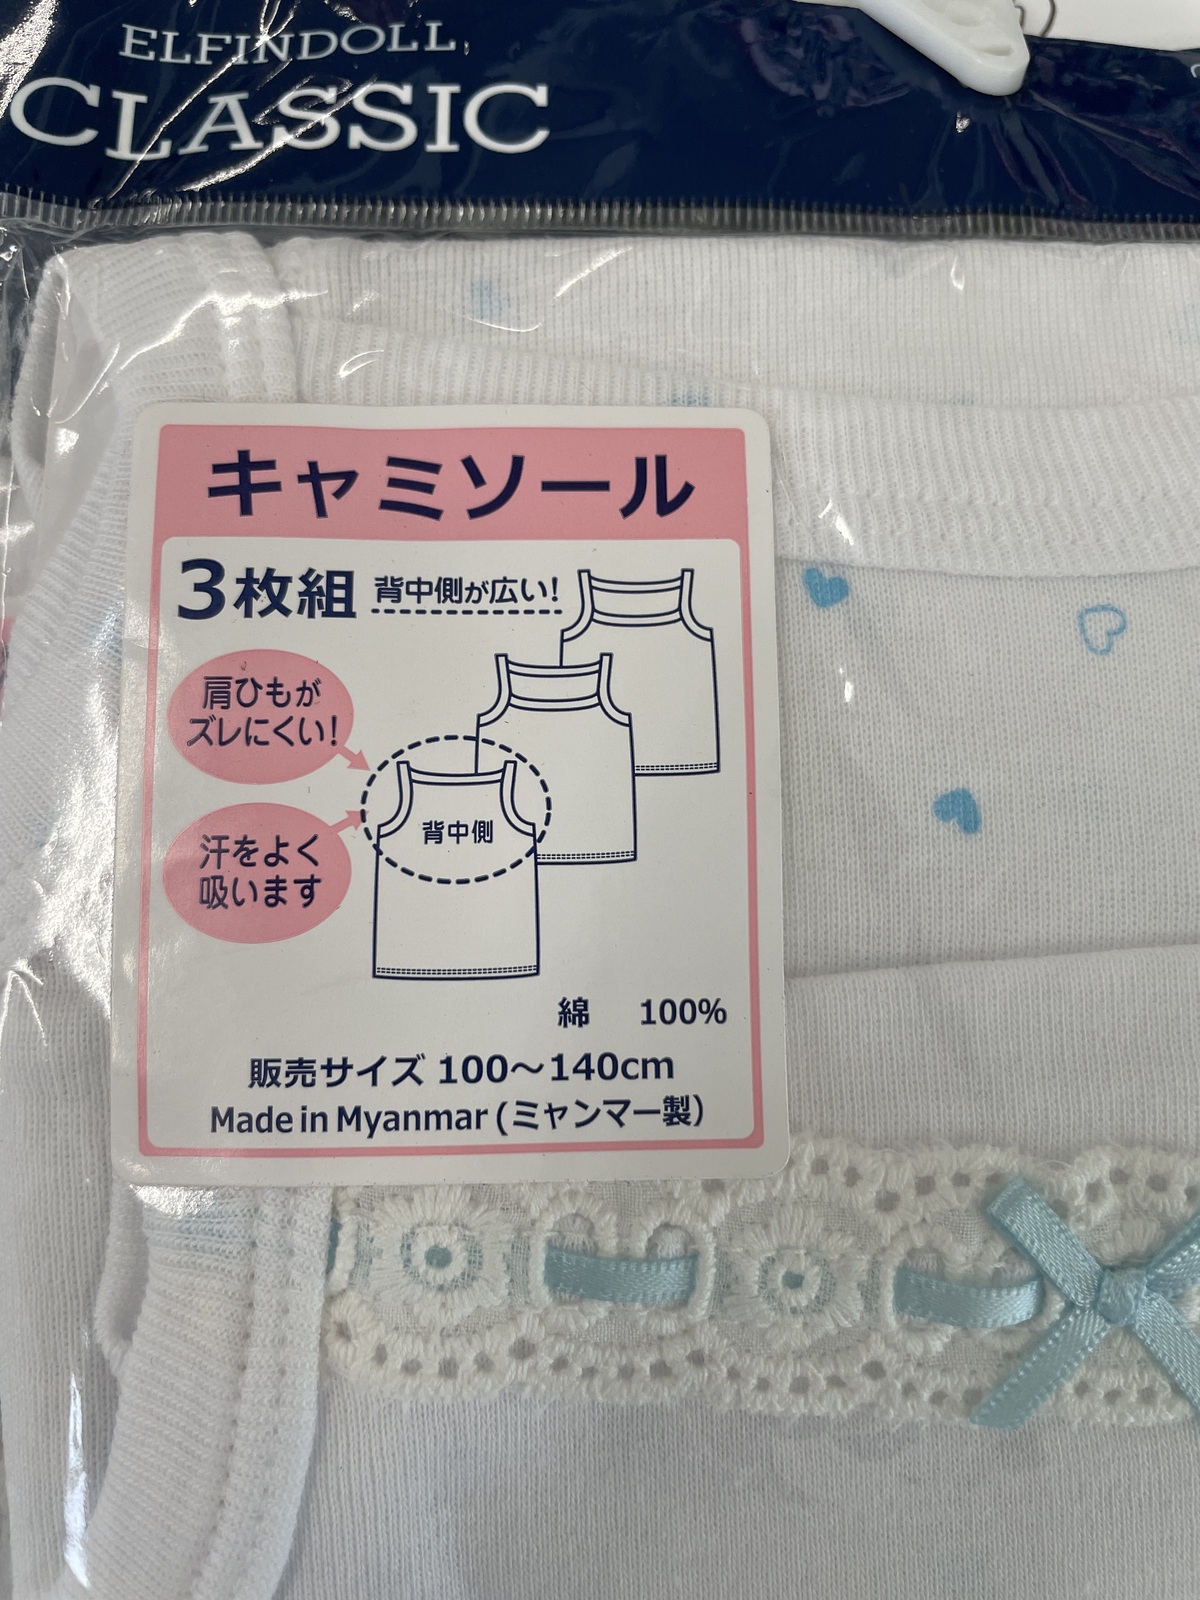 ELFINDOLL
CLASSIC
キャミソール
3枚組 背中側が広い!
肩ひもが
ズレにくい!
背中側
汗をよく
吸います
綿 100%
販売サイズ 100～140cm
Made in Myanmar (ミャンマー製)